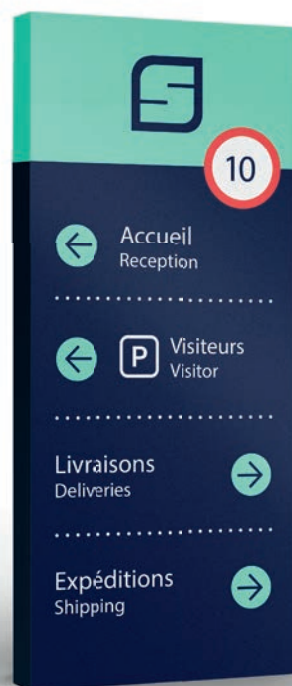 10
Accueil
Reception
P Visiteurs
Visitor
Livraisons
Deliveries
Expéditions
Shipping